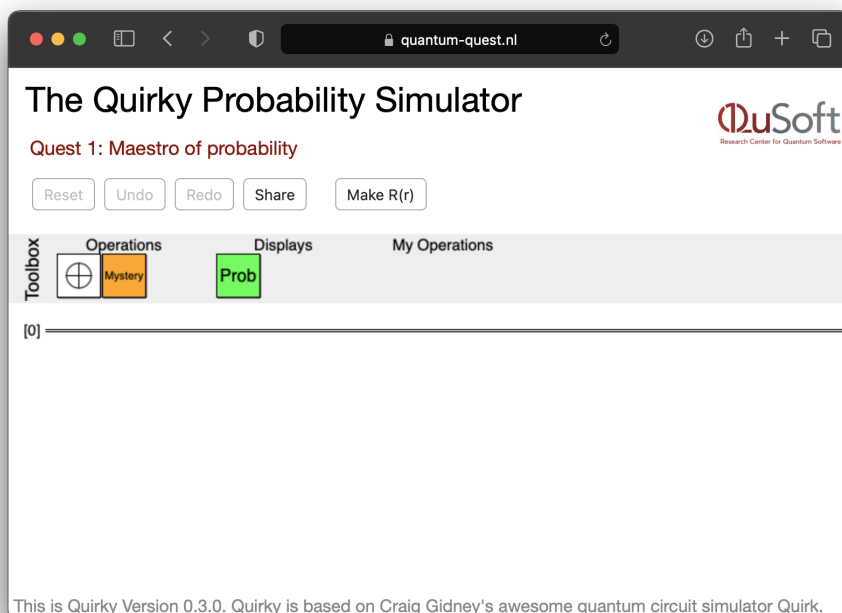 quantum-quest.nl
The Quirky Probability Simulator
QuSoft
Research Center for Quantum Software
Quest 1: Maestro of probability
Reset Undo Redo Share Make R(r)
Toolbox
Operations Displays My Operations
Mystery Prob
[0]
This is Quirky Version 0.3.0. Quirky is based on Craig Gidney's awesome quantum circuit simulator Quirk.